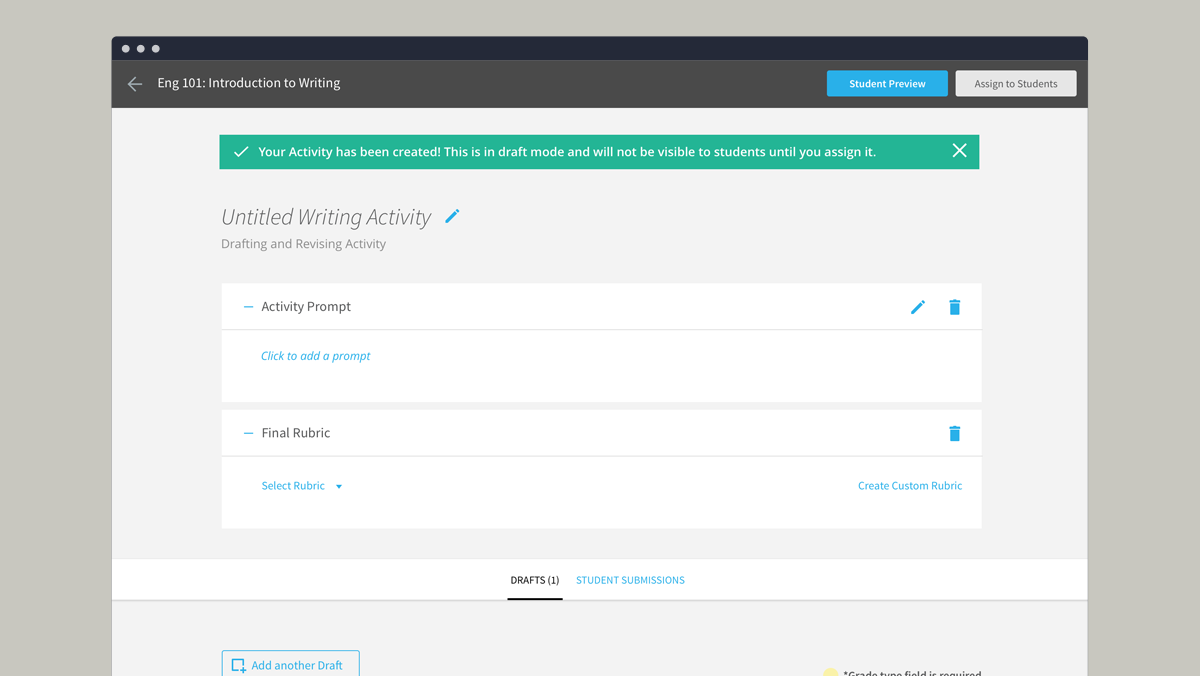 Eng 101: Introduction to Writing
Student Preview
Assign to Students
Your Activity has been created! This is in draft mode and will not be visible to students until you assign it.
Untitled Writing Activity
Drafting and Revising Activity
Activity Prompt
Click to add a prompt
Final Rubric
Select Rubric
Create Custom Rubric
DRAFTS (1)
STUDENT SUBMISSIONS
Add another Draft
*Grade type field is required